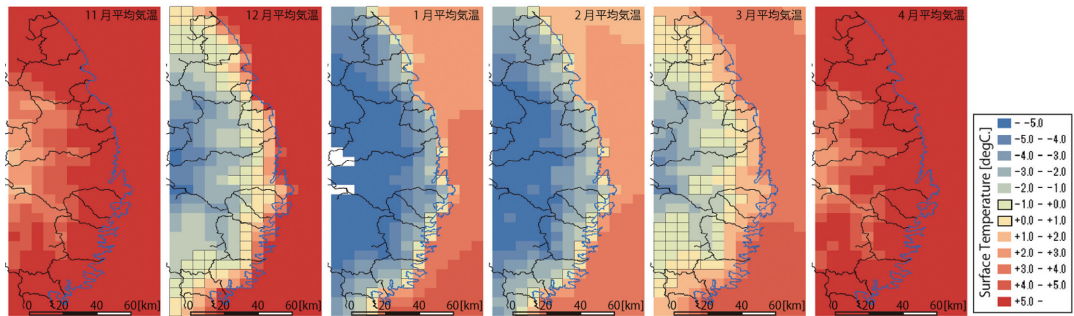 11月平均気温
12月平均気温
1月平均気温
2月平均気温
3月平均気温
4月平均気温
0 20 40 60[km]
0 20 40 60[km]
0 20 40 60[km]
0 20 40 60[km]
0 20 40 60[km]
0 20 40 60[km]
Surface Temperature [degC.]
- -5.0
-5.0 - -4.0
-4.0 - -3.0
-3.0 - -2.0
-2.0 - -1.0
-1.0 - +0.0
+0.0 - +1.0
+1.0 - +2.0
+2.0 - +3.0
+3.0 - +4.0
+4.0 - +5.0
+5.0 -